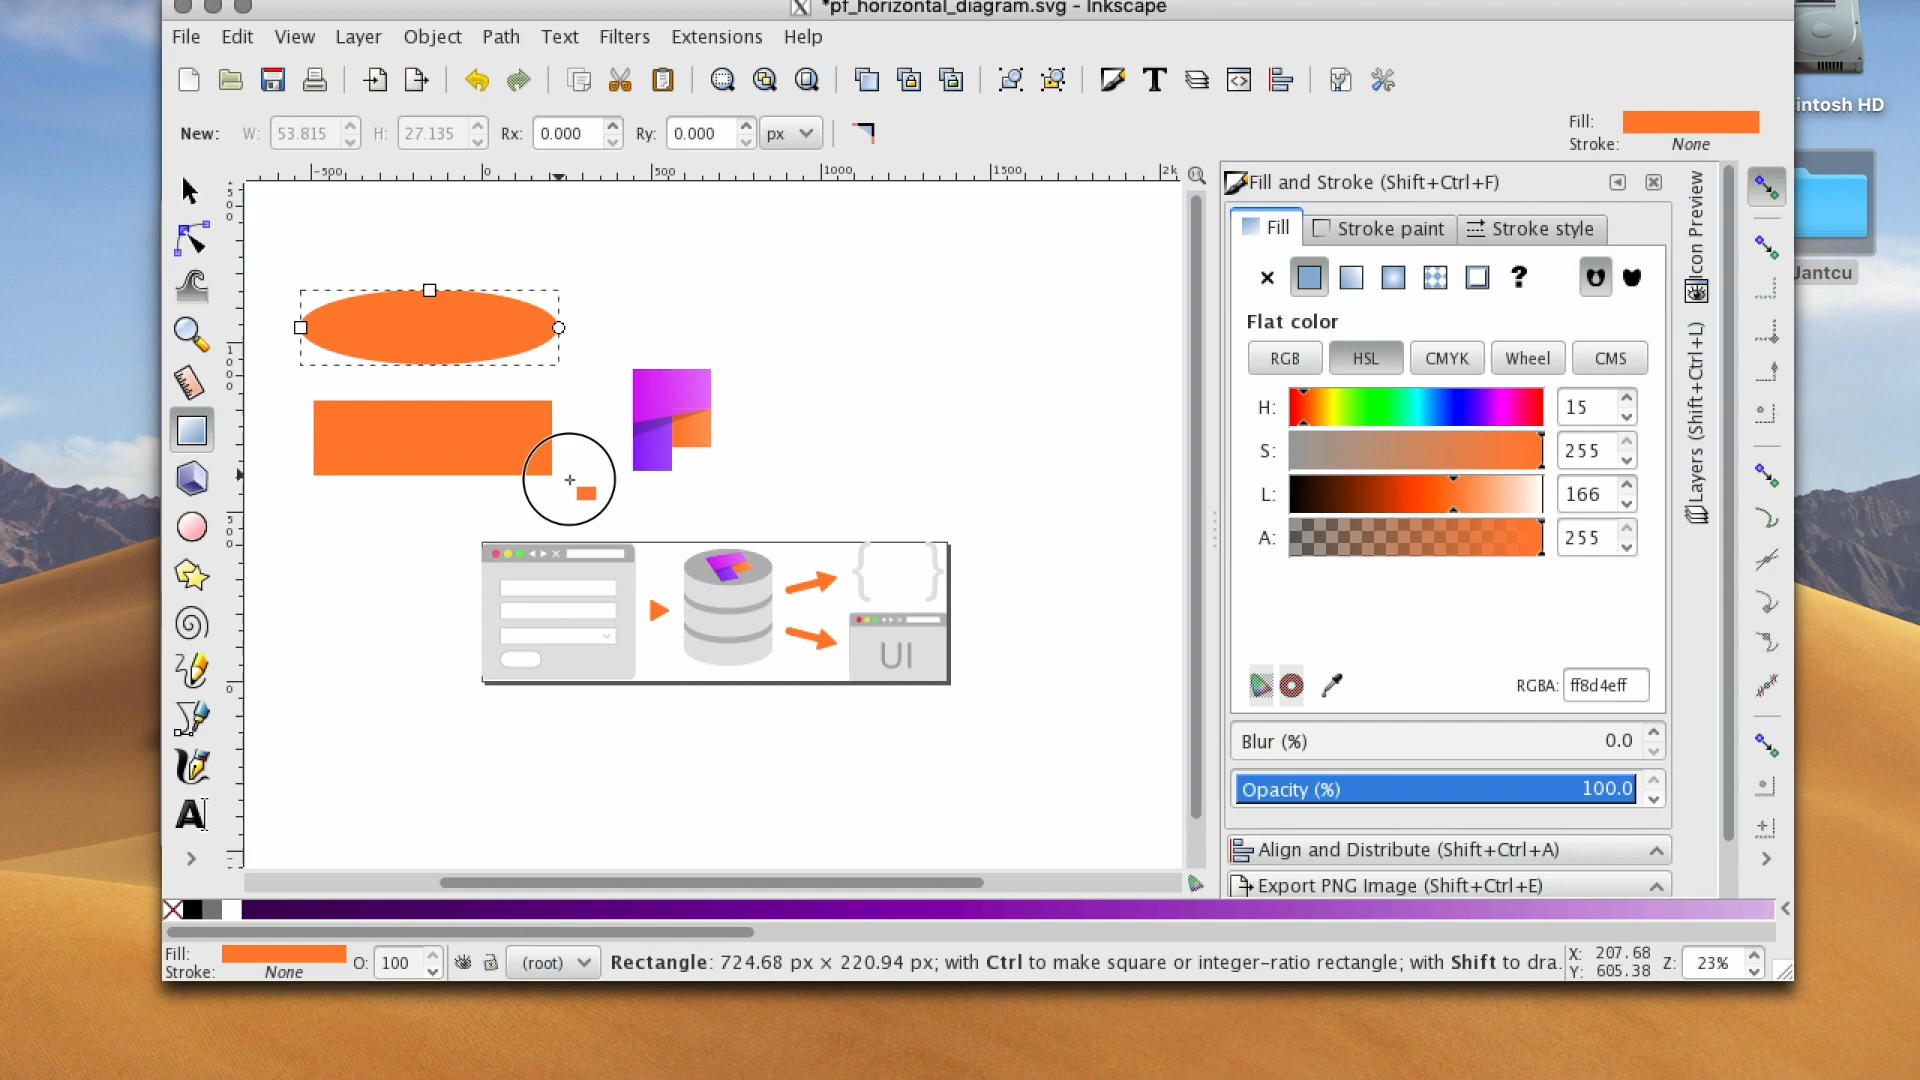 *pf_horizontal_diagram.svg - Inkscape
File Edit View Layer Object Path Text Filters Extensions Help
intosh HD
New: W: 53.815 H: 27.135 Rx: 0.000 Ry: 0.000 px
Fill:
Stroke: None
-500 0 500 1000 1500 2k
Fill and Stroke (Shift+Ctrl+F)
Fill Stroke paint Stroke style
Icon Preview
Layers (Shift+Ctrl+L)
Jantcu
Flat color
RGB HSL CMYK Wheel CMS
H: 15
S: 255
L: 166
A: 255
UI
RGBA: ff8d4eff
Blur (%) 0.0
Opacity (%) 100.0
Align and Distribute (Shift+Ctrl+A)
Export PNG Image (Shift+Ctrl+E)
Fill:
Stroke: None
O: 100
(root)
Rectangle: 724.68 px × 220.94 px; with Ctrl to make square or integer-ratio rectangle; with Shift to dra.
X: 207.68
Y: 605.38
Z: 23%